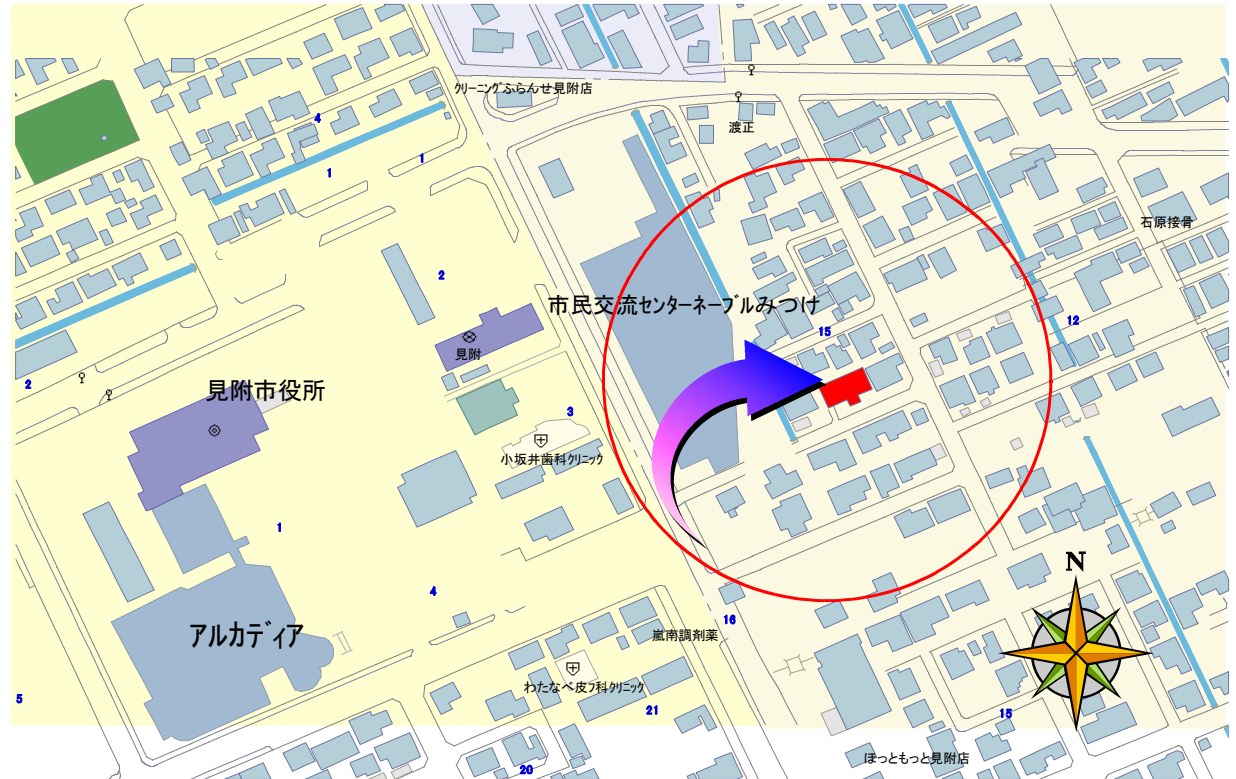 クリーニングふらんせ見附店
4
渡正
1
1
石原接骨
2
市民交流センターネーブルみつけ
15
12
見附
2
見附市役所
3
小坂井歯科クリニック
1
N
4
16
嵐南調剤薬
アルカディア
わたなべ皮フ科クリニック
5
21
15
ほっともっと見附店
20